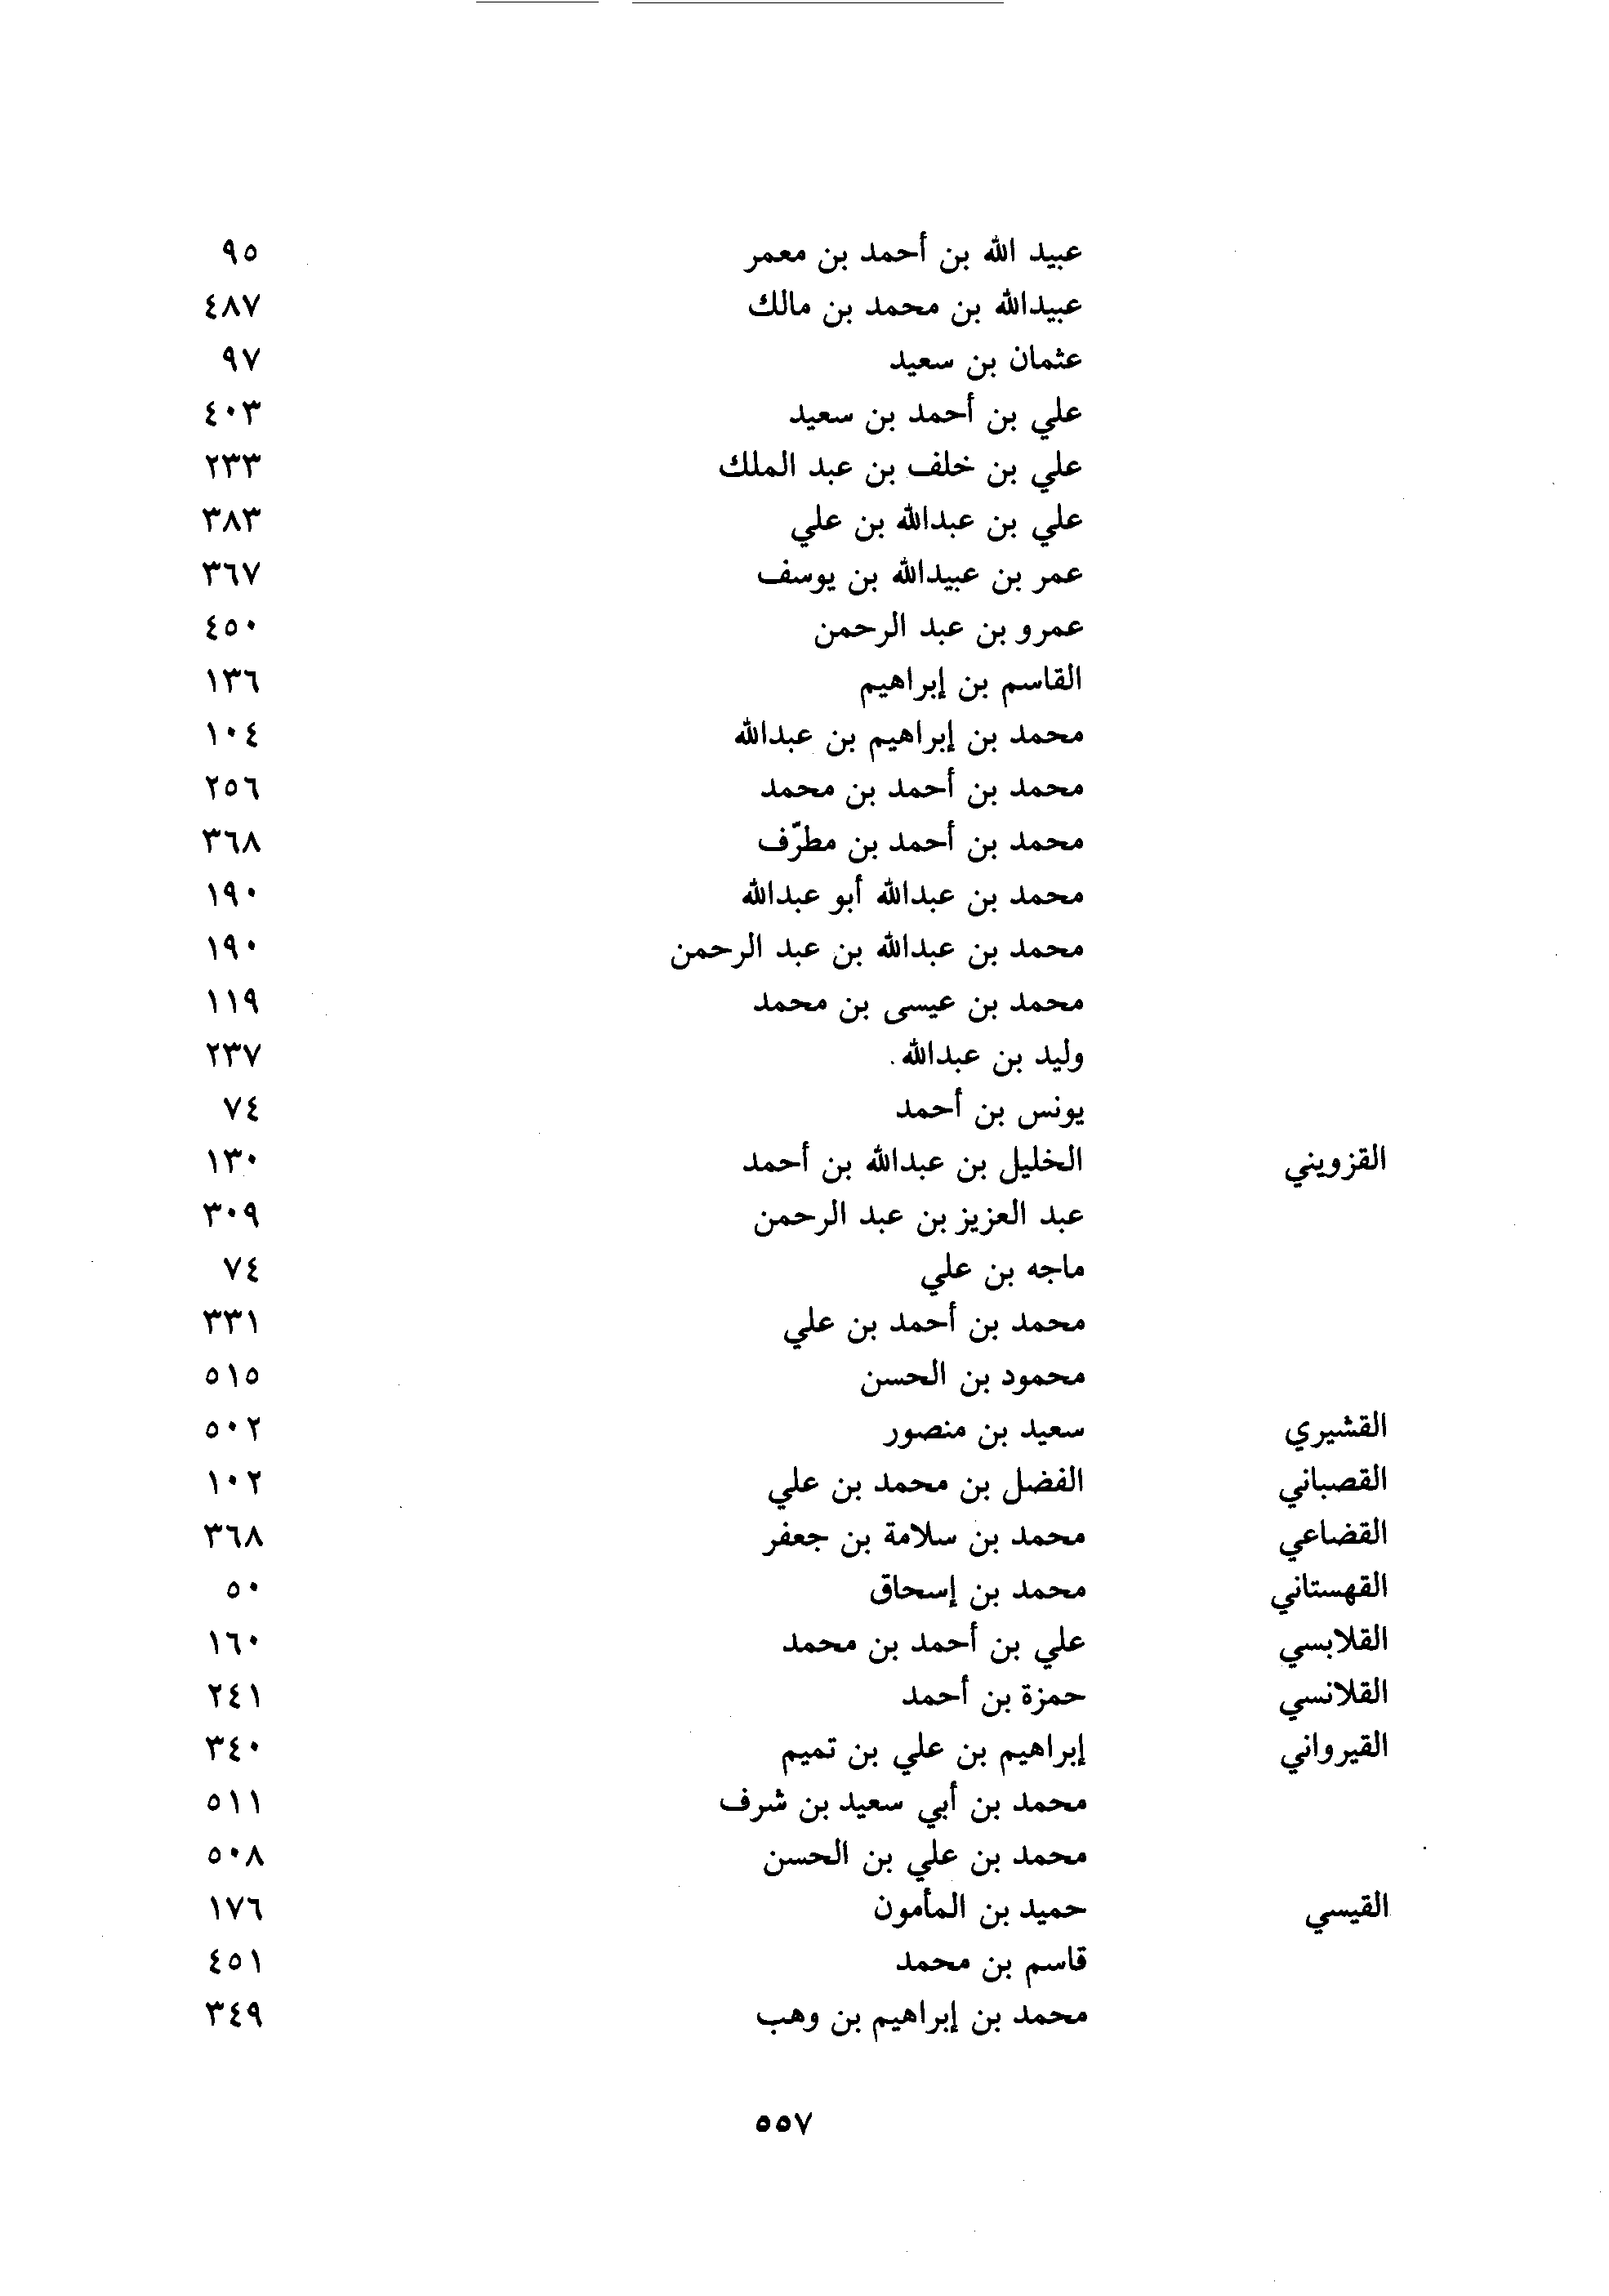 عبيد الله بن أحمد بن معمر ٩٥
عبيدالله بن محمد بن مالك ٤٨٧
عثمان بن سعيد ٩٧
علي بن أحمد بن سعيد ٤٠٣
علي بن خلف بن عبد الملك ٢٣٣
علي بن عبدالله بن علي ٣٨٣
عمر بن عبيدالله بن يوسف ٣٦٧
عمرو بن عبد الرحمن ٤٥٠
القاسم بن إبراهيم ١٣٦
محمد بن إبراهيم بن عبدالله ١٠٤
محمد بن أحمد بن محمد ٢٥٦
محمد بن أحمد بن مطرّف ٣٦٨
محمد بن عبدالله أبو عبدالله ١٩٠
محمد بن عبدالله بن عبد الرحمن ١٩٠
محمد بن عيسى بن محمد ١١٩
وليد بن عبدالله. ٢٣٧
يونس بن أحمد ٧٤
القزويني الخليل بن عبدالله بن أحمد ١٣٠
عبد العزيز بن عبد الرحمن ٣٠٩
ماجه بن علي ٧٤
محمد بن أحمد بن علي ٣٣١
محمود بن الحسن ٥١٥
القشيري سعيد بن منصور ٥٠٢
القصباني الفضل بن محمد بن علي ١٠٢
القضاعي محمد بن سلامة بن جعفر ٣٦٨
القهستاني محمد بن إسحاق ٥٠
القلابسي علي بن أحمد بن محمد ١٦٠
القلانسي حمزة بن أحمد ٢٤١
القيرواني إبراهيم بن علي بن تميم ٣٤٠
محمد بن أبي سعيد بن شرف ٥١١
محمد بن علي بن الحسن ٥٠٨
القيسي حميد بن المأمون ١٧٦
قاسم بن محمد ٤٥١
محمد بن إبراهيم بن وهب ٣٤٩
٥٥٧